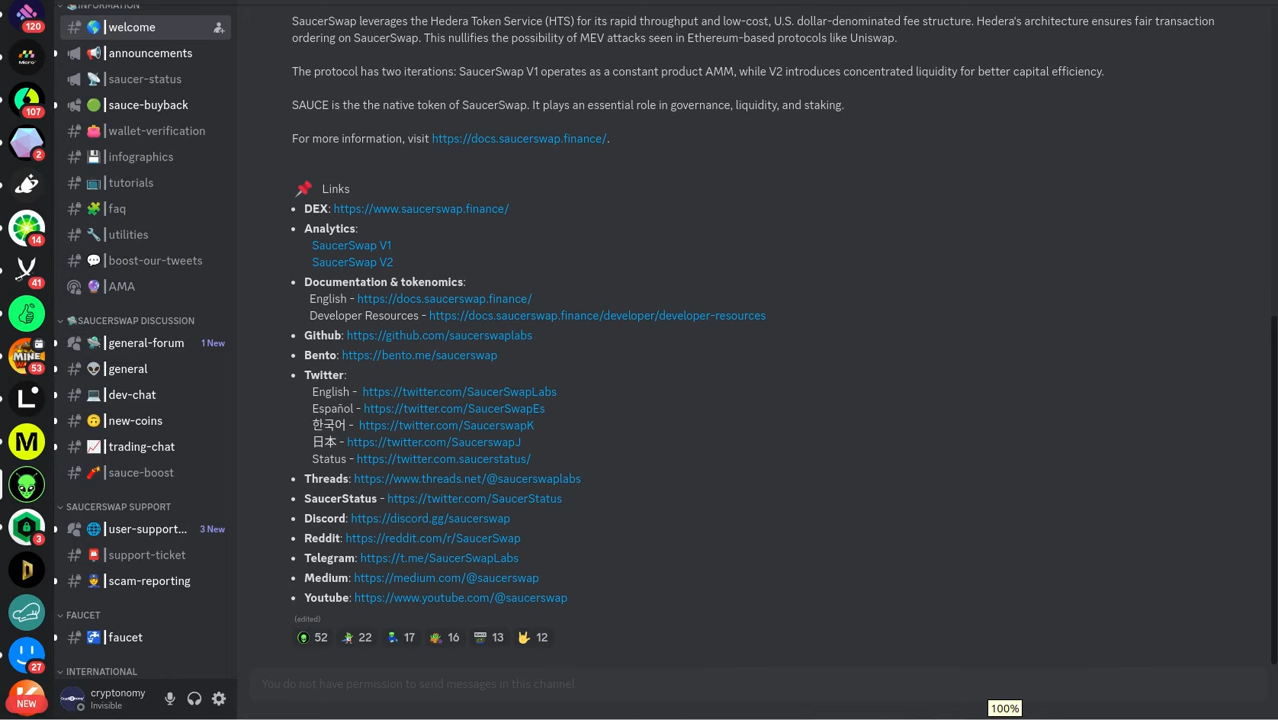 INFORMATION
120
welcome
Micro
announcements
saucer-status
107
sauce-buyback
wallet-verification
2
infographics
tutorials
faq
14
utilities
boost-our-tweets
41
AMA
SAUCERSWAP DISCUSSION
general-forum
1 New
MINE
53
general
dev-chat
new-coins
M
trading-chat
sauce-boost
SAUCERSWAP SUPPORT
user-support...
3 New
3
support-ticket
scam-reporting
FAUCET
faucet
27
INTERNATIONAL
NEW
cryptonomy
Invisible
SaucerSwap leverages the Hedera Token Service (HTS) for its rapid throughput and low-cost, U.S. dollar-denominated fee structure. Hedera's architecture ensures fair transaction
ordering on SaucerSwap. This nullifies the possibility of MEV attacks seen in Ethereum-based protocols like Uniswap.
The protocol has two iterations: SaucerSwap V1 operates as a constant product AMM, while V2 introduces concentrated liquidity for better capital efficiency.
SAUCE is the the native token of SaucerSwap. It plays an essential role in governance, liquidity, and staking.
For more information, visit https://docs.saucerswap.finance/.
Links
• DEX: https://www.saucerswap.finance/
• Analytics:
SaucerSwap V1
SaucerSwap V2
• Documentation & tokenomics:
English - https://docs.saucerswap.finance/
Developer Resources - https://docs.saucerswap.finance/developer/developer-resources
• Github: https://github.com/saucerswaplabs
• Bento: https://bento.me/saucerswap
• Twitter:
English - https://twitter.com/SaucerSwapLabs
Español - https://twitter.com/SaucerSwapEs
한국어 - https://twitter.com/SaucerswapK
日本 - https://twitter.com/SaucerswapJ
Status - https://twitter.com.saucerstatus/
• Threads: https://www.threads.net/@saucerswaplabs
• SaucerStatus - https://twitter.com/SaucerStatus
• Discord: https://discord.gg/saucerswap
• Reddit: https://reddit.com/r/SaucerSwap
• Telegram: https://t.me/SaucerSwapLabs
• Medium: https://medium.com/@saucerswap
• Youtube: https://www.youtube.com/@saucerswap
(edited)
52 22 17 16 13 12
You do not have permission to send messages in this channel.
100%